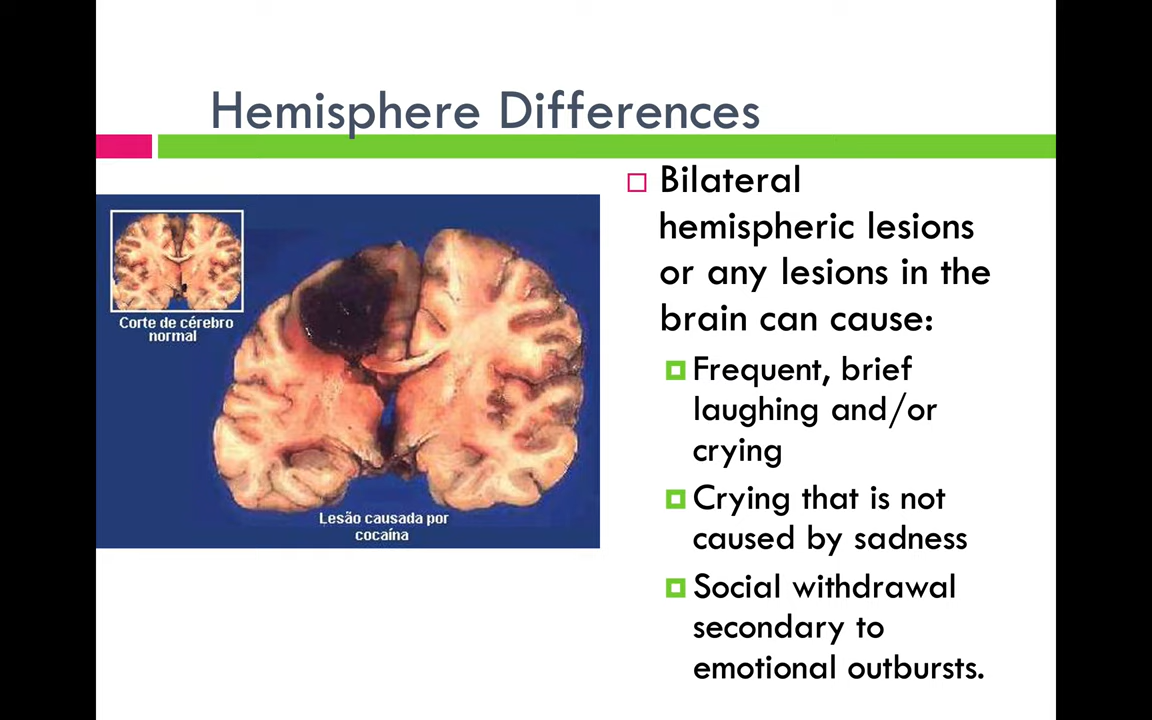 Hemisphere Differences
Corte de cérebro
normal
Lesão causada por
cocaína
Bilateral
hemispheric lesions
or any lesions in the
brain can cause:
Frequent, brief
laughing and/or
crying
Crying that is not
caused by sadness
Social withdrawal
secondary to
emotional outbursts.